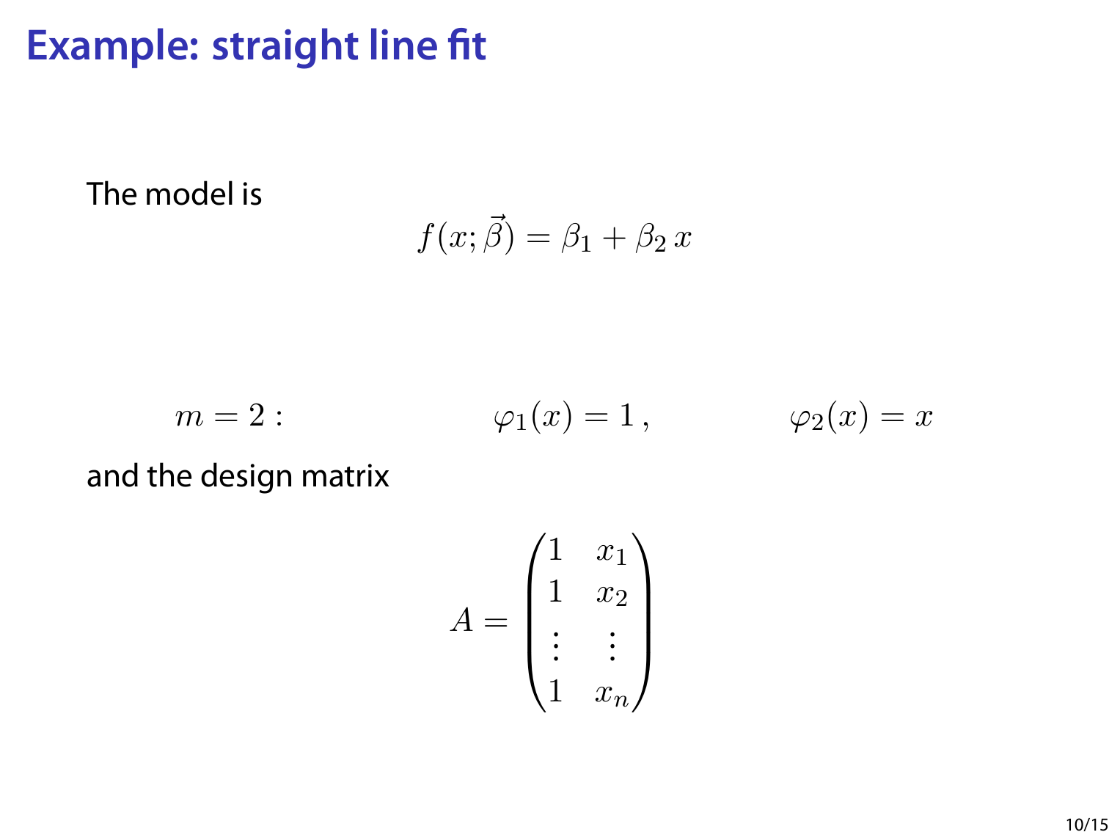 Example: straight line fit
The model is
f(x; β⃗) = β₁ + β₂ x
m = 2 : φ₁(x) = 1 , φ₂(x) = x
and the design matrix
1 x₁
1 x₂
A =
⋮ ⋮
1 xₙ
10/15